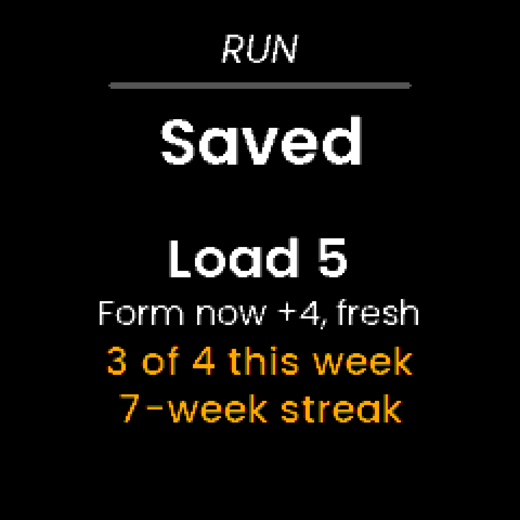 RUN
Saved
Load 5
Form now +4, fresh
3 of 4 this week
7-week streak